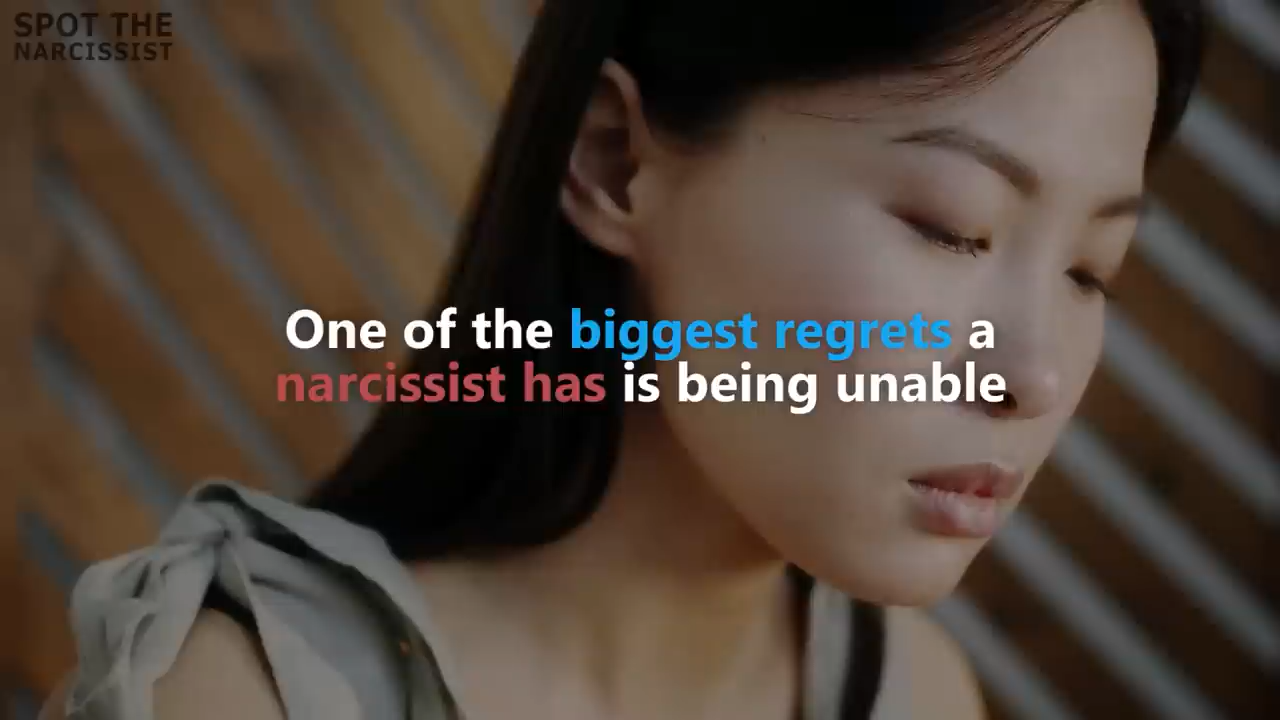 SPOT THE
NARCISSIST
One of the biggest regrets a
narcissist has is being unable